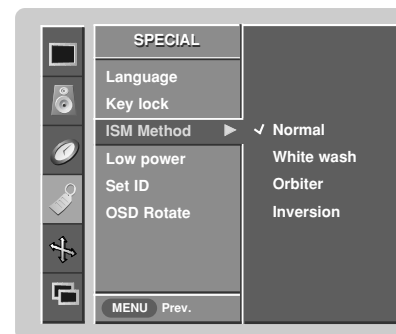 SPECIAL
Language
Key lock
ISM Method ▶
Low power
Set ID
OSD Rotate
✓ Normal
White wash
Orbiter
Inversion
MENU Prev.